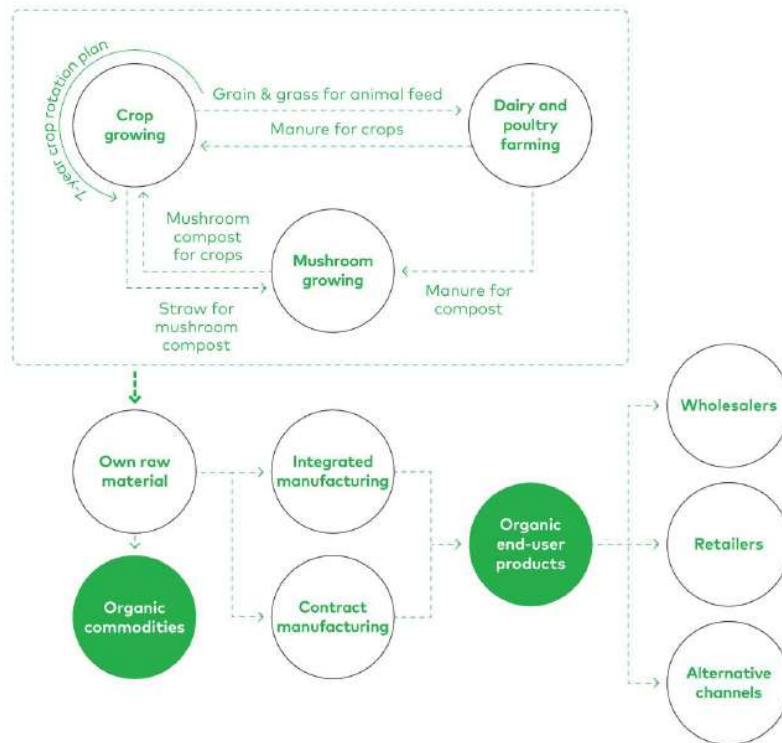 7-year crop rotation plan
Crop
growing
Grain & grass for animal feed
Manure for crops
Dairy and
poultry
farming
Mushroom
compost
for crops
Mushroom
growing
Manure for
compost
Straw for
mushroom
compost
Wholesalers
Own raw
material
Integrated
manufacturing
Organic
end-user
products
Retailers
Organic
commodities
Contract
manufacturing
Alternative
channels